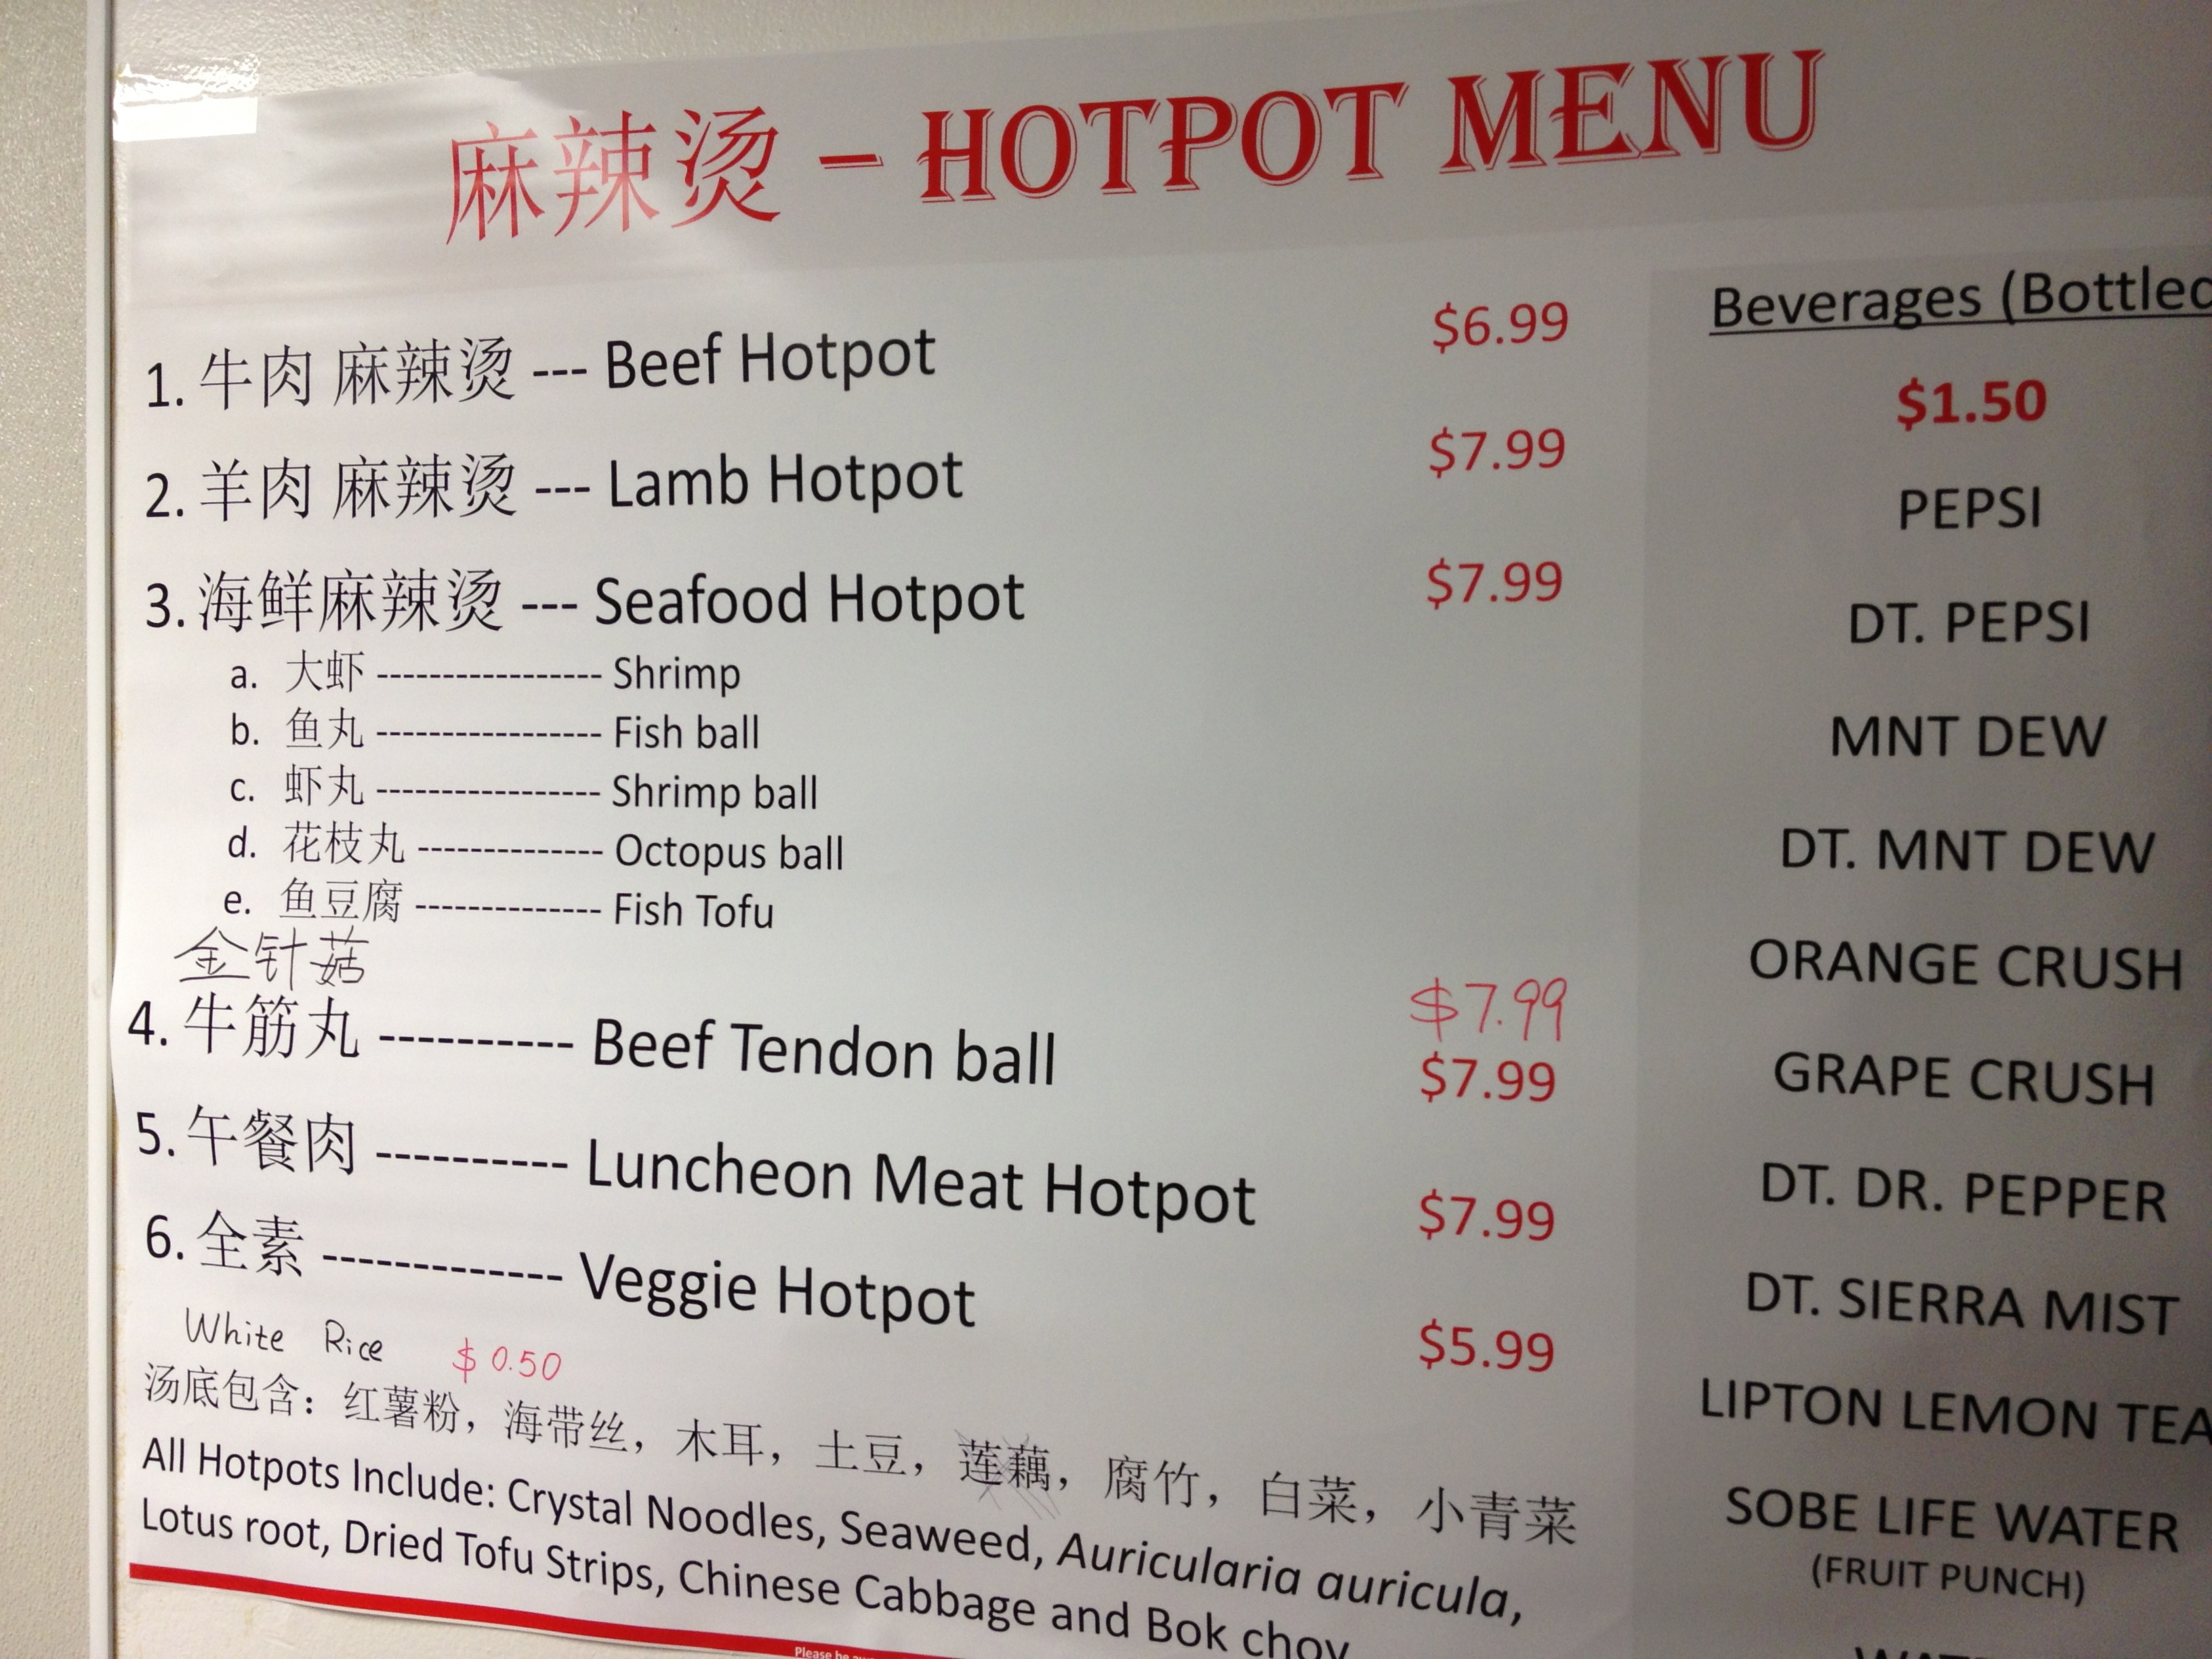 麻辣烫 – HOTPOT MENU
1. 牛肉 麻辣烫 --- Beef Hotpot $6.99
2. 羊肉 麻辣烫 --- Lamb Hotpot $7.99
3. 海鲜麻辣烫 --- Seafood Hotpot $7.99
a. 大虾 ----------------- Shrimp
b. 鱼丸 ----------------- Fish ball
c. 虾丸 ----------------- Shrimp ball
d. 花枝丸 -------------- Octopus ball
e. 鱼豆腐 -------------- Fish Tofu
金针菇 $7.99
4. 牛筋丸 ---------- Beef Tendon ball $7.99
5. 午餐肉 ---------- Luncheon Meat Hotpot $7.99
6. 全素 ------------- Veggie Hotpot $5.99
White Rice $0.50
汤底包含：红薯粉，海带丝，木耳，土豆，莲藕，腐竹，白菜，小青菜
All Hotpots Include: Crystal Noodles, Seaweed, Auricularia auricula,
Lotus root, Dried Tofu Strips, Chinese Cabbage and Bok choy
Please be
Beverages (Bottled
$1.50
PEPSI
DT. PEPSI
MNT DEW
DT. MNT DEW
ORANGE CRUSH
GRAPE CRUSH
DT. DR. PEPPER
DT. SIERRA MIST
LIPTON LEMON TEA
SOBE LIFE WATER
(FRUIT PUNCH)